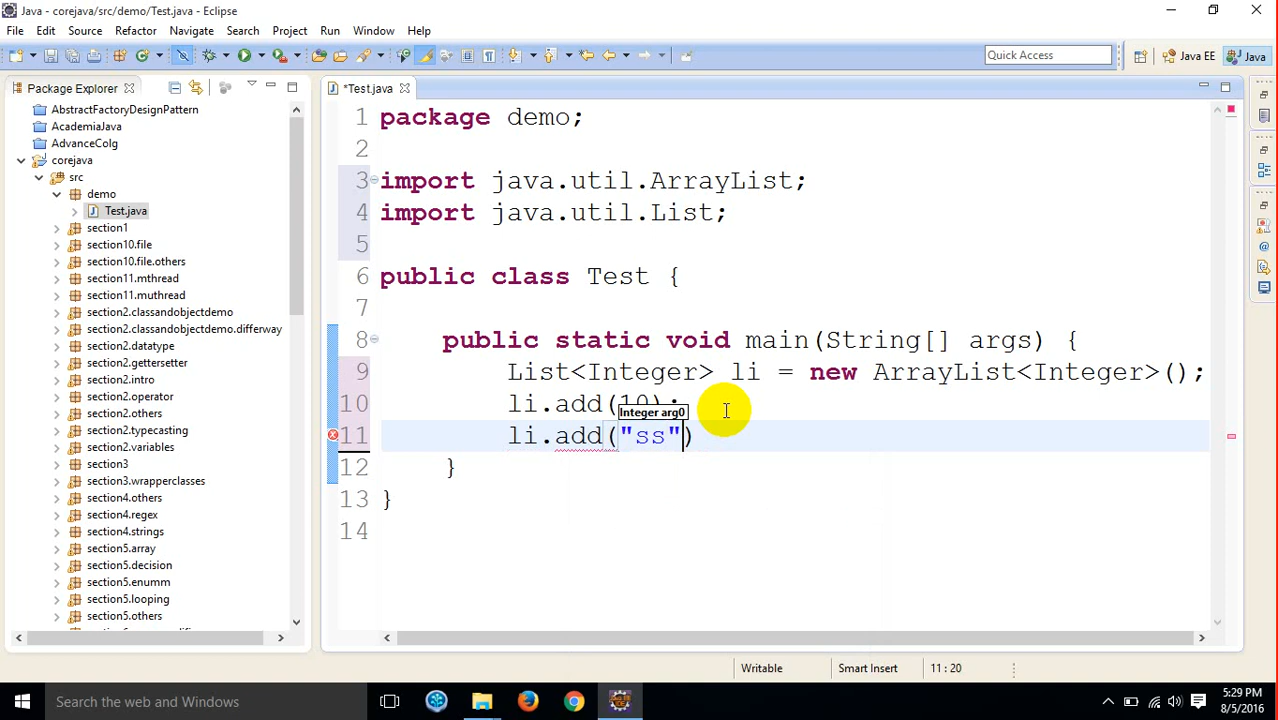 Java - corejava/src/demo/Test.java - Eclipse
File Edit Source Refactor Navigate Search Project Run Window Help
Quick Access Java EE Java
Package Explorer
AbstractFactoryDesignPattern
AcademiaJava
AdvanceColg
corejava
src
demo
Test.java
section1
section10.file
section10.file.others
section11.mthread
section11.muthread
section2.classandobjectdemo
section2.classandobjectdemo.differway
section2.datatype
section2.gettersetter
section2.intro
section2.operator
section2.others
section2.typecasting
section2.variables
section3
section3.wrapperclasses
section4.others
section4.regex
section4.strings
section5.array
section5.decision
section5.enumm
section5.looping
section5.others
*Test.java
1 package demo;
2
3 import java.util.ArrayList;
4 import java.util.List;
5
6 public class Test {
7
8 public static void main(String[] args) {
9 List<Integer> li = new ArrayList<Integer>();
10 li.add(10);
Integer arg0
11 li.add("ss")
12 }
13 }
14
Writable Smart Insert 11 : 20
Search the web and Windows
5:29 PM
8/5/2016